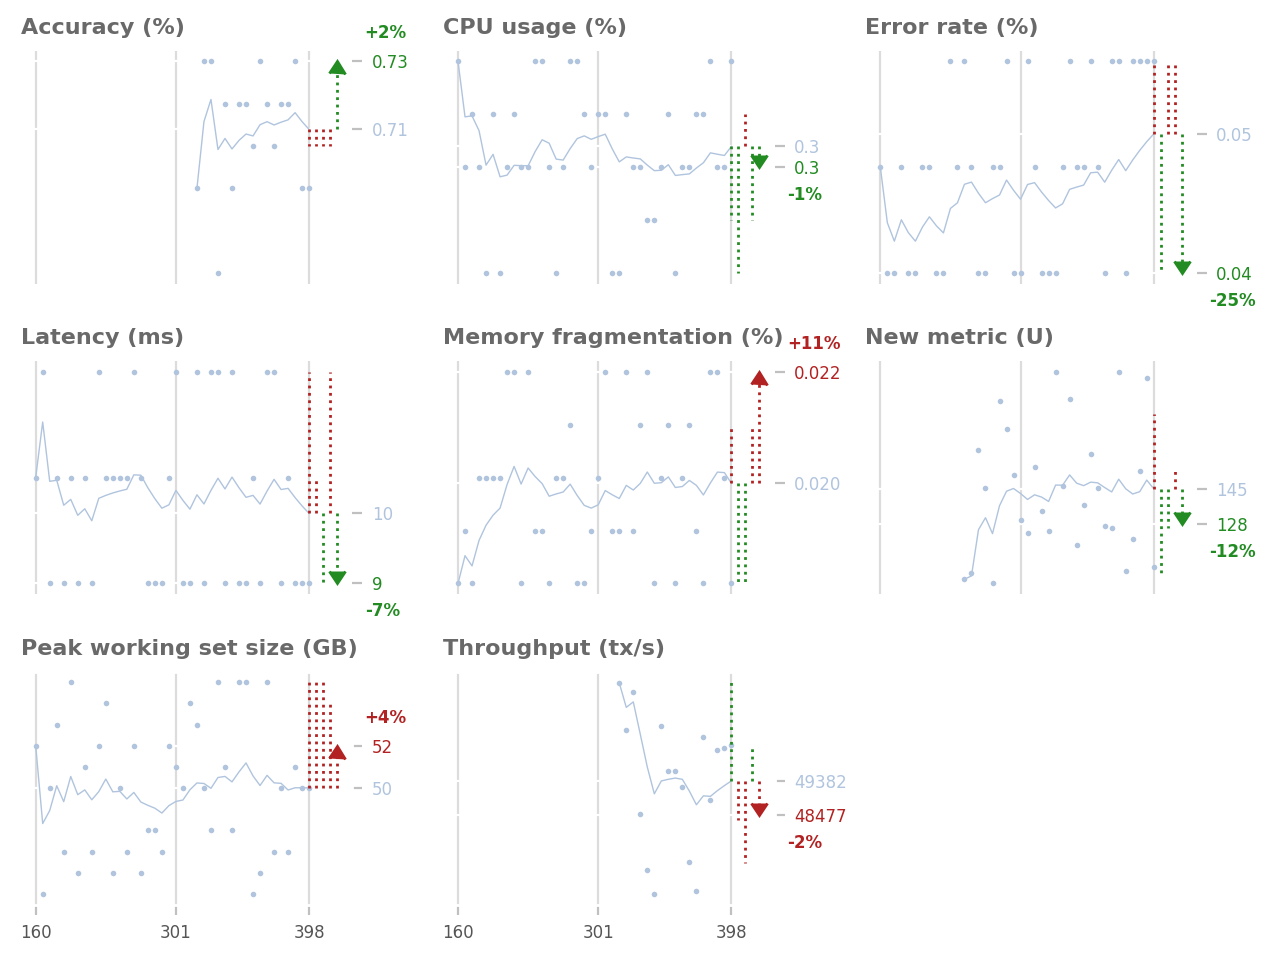 Accuracy (%)
+2%
0.73
0.71
CPU usage (%)
0.3
0.3
-1%
Error rate (%)
0.05
0.04
-25%
Latency (ms)
10
9
-7%
Memory fragmentation (%)
+11%
0.022
0.020
New metric (U)
145
128
-12%
Peak working set size (GB)
+4%
52
50
160 301 398
Throughput (tx/s)
49382
48477
-2%
160 301 398